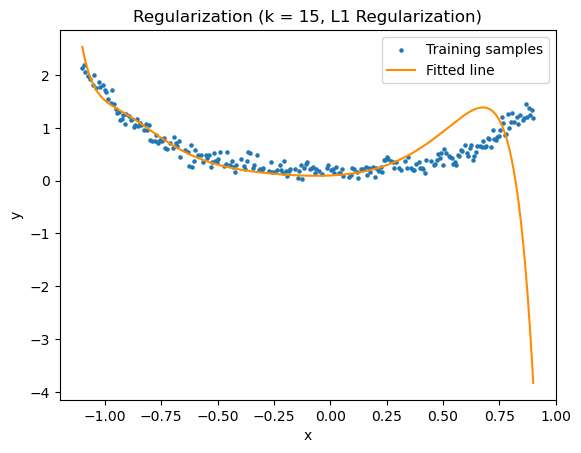 Regularization (k = 15, L1 Regularization)
Training samples
Fitted line
y
2
1
0
−1
−2
−3
−4
−1.00 −0.75 −0.50 −0.25 0.00 0.25 0.50 0.75 1.00
x